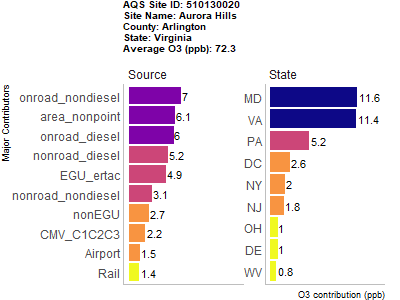 AQS Site ID: 510130020
Site Name: Aurora Hills
County: Arlington
State: Virginia
Average O3 (ppb): 72.3
Major Contributors
Source
onroad_nondiesel 7
area_nonpoint 6.1
onroad_diesel 6
nonroad_diesel 5.2
EGU_ertac 4.9
nonroad_nondiesel 3.1
nonEGU 2.7
CMV_C1C2C3 2.2
Airport 1.5
Rail 1.4
State
MD 11.6
VA 11.4
PA 5.2
DC 2.6
NY 2
NJ 1.8
OH 1
DE 1
WV 0.8
O3 contribution (ppb)